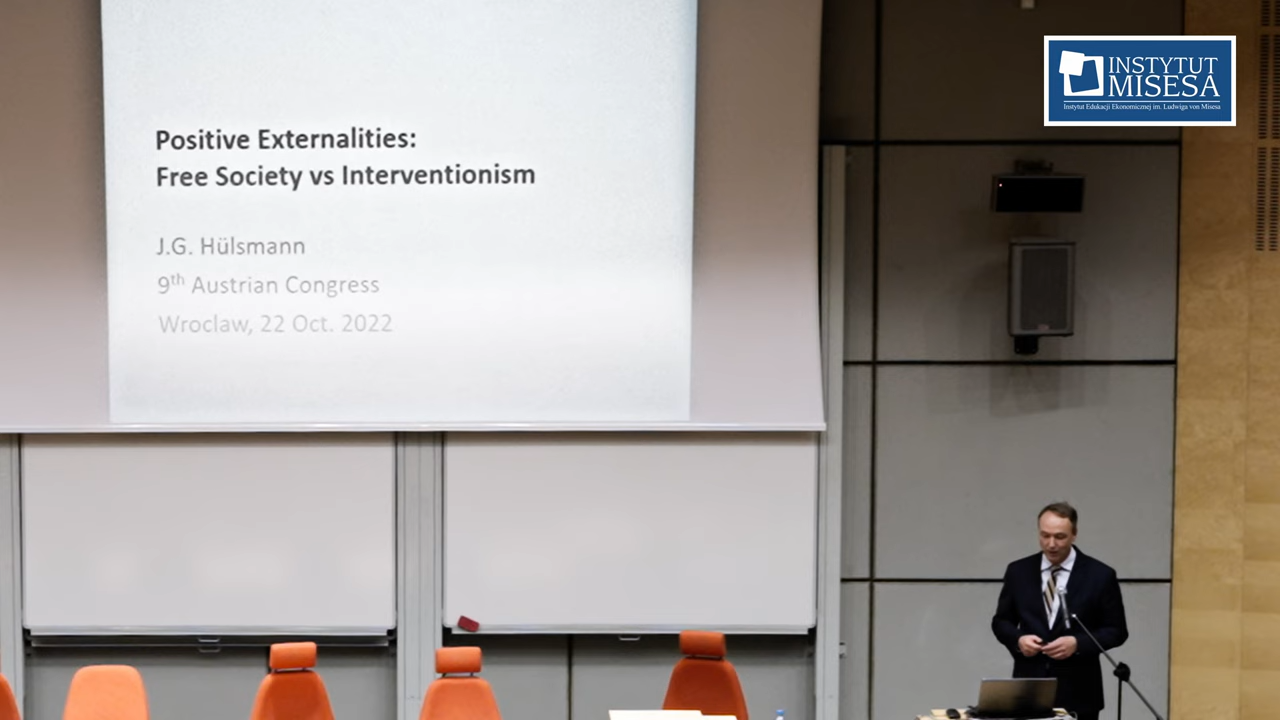 Positive Externalities:
Free Society vs Interventionism
J.G. Hülsmann
9th Austrian Congress
Wroclaw, 22 Oct. 2022
INSTYTUT
MISESA
Instytut Edukacji Ekonomicznej im. Ludwiga von Misesa